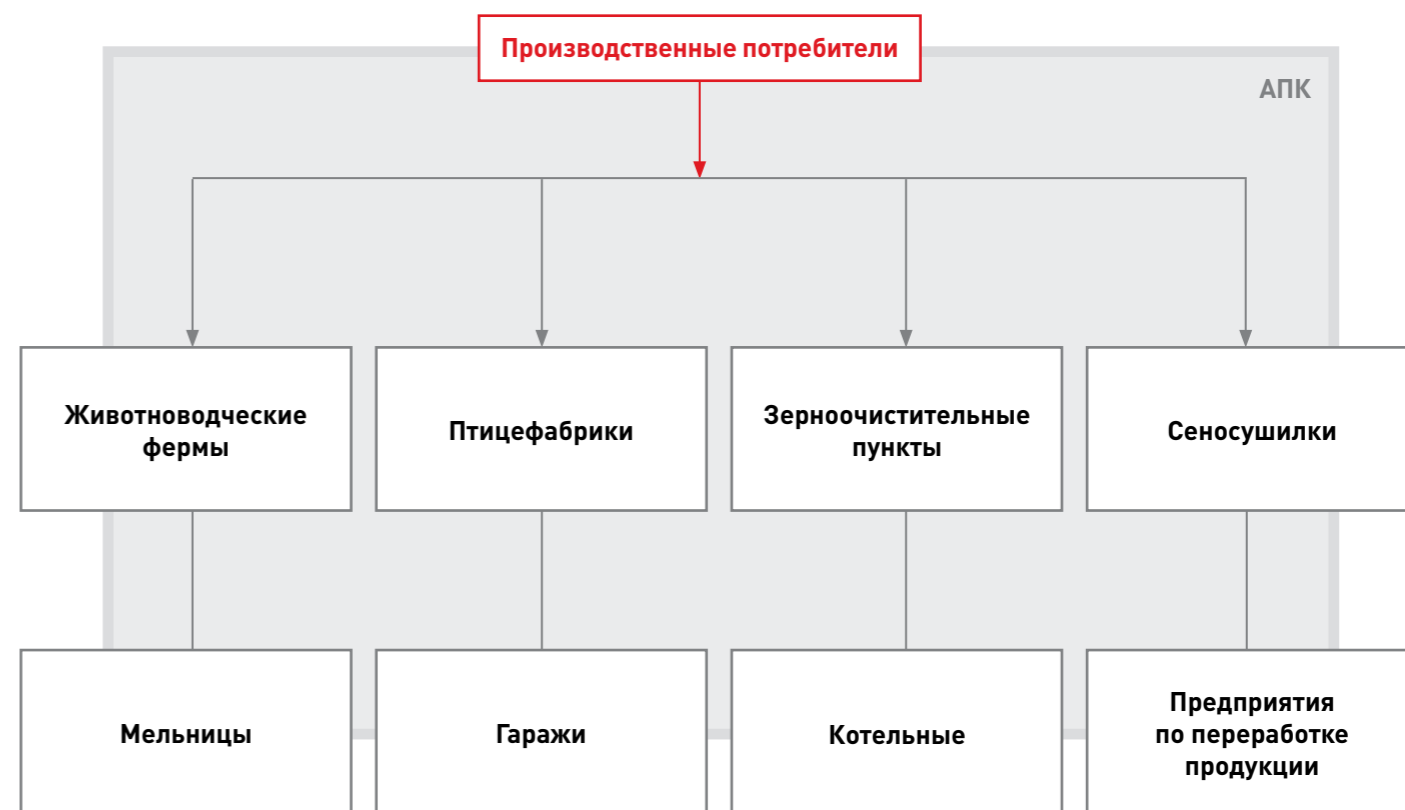 Производственные потребители
АПК
Животноводческие
фермы
Птицефабрики
Зерноочистительные
пункты
Сеносушилки
Мельницы
Гаражи
Котельные
Предприятия
по переработке
продукции